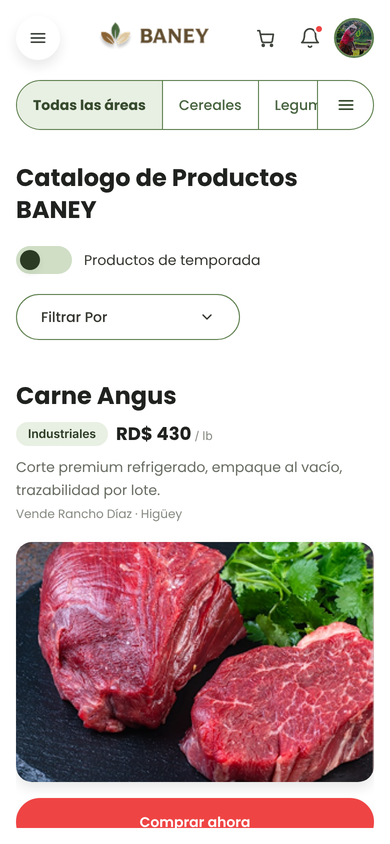 BANEY
Todas las áreas
Cereales
Legum
Catalogo de Productos
BANEY
Productos de temporada
Filtrar Por
Carne Angus
Industriales
RD$ 430 / lb
Corte premium refrigerado, empaque al vacío,
trazabilidad por lote.
Vende Rancho Díaz · Higüey
Comprar ahora